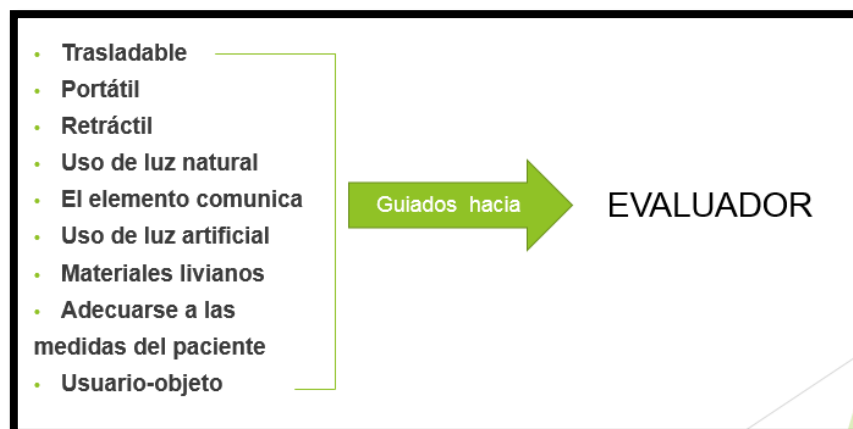 • Trasladable
• Portátil
• Retráctil
• Uso de luz natural
• El elemento comunica
• Uso de luz artificial
• Materiales livianos
• Adecuarse a las
medidas del paciente
• Usuario-objeto
Guiados hacia
EVALUADOR